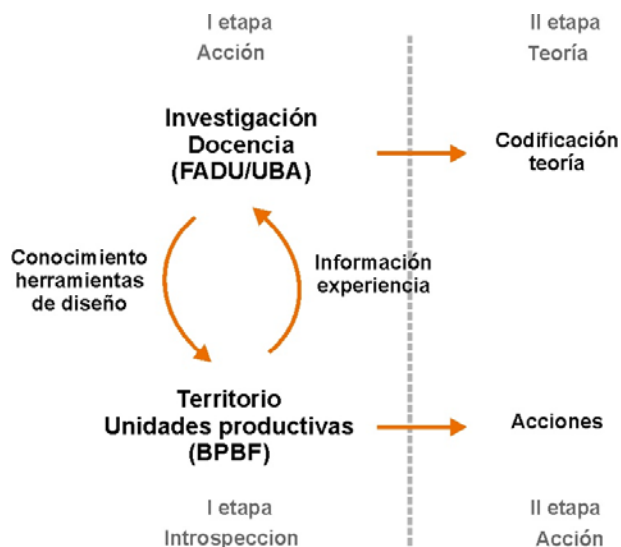 I etapa
Acción
II etapa
Teoría
Investigación
Docencia
(FADU/UBA)
Codificación
teoría
Conocimiento
herramientas
de diseño
Información
experiencia
Territorio
Unidades productivas
(BPBF)
Acciones
I etapa
Introspeccion
II etapa
Acción